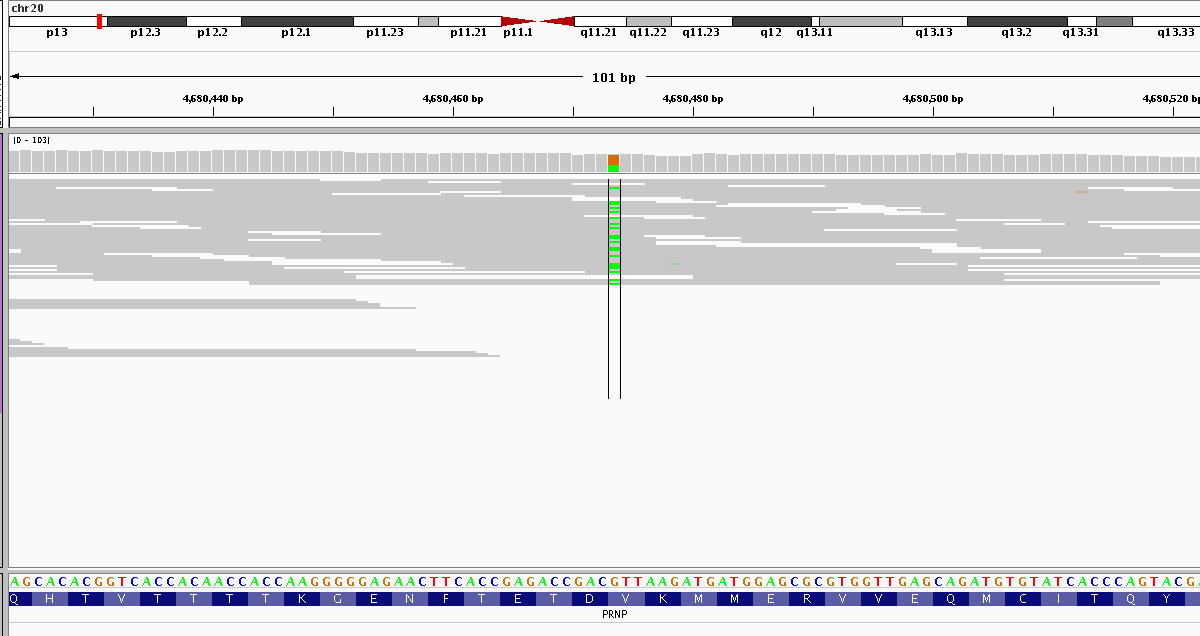 chr20
p13 p12.3 p12.2 p12.1 p11.23 p11.21 p11.1 q11.21 q11.22 q11.23 q12 q13.11 q13.13 q13.2 q13.31 q13.33
101 bp
4,680,440 bp 4,680,460 bp 4,680,480 bp 4,680,500 bp 4,680,520 bp
[0 - 103]
A G C A C A C G G T C A C C A C A A C C A C C A A G G G G G A G A A C T T C A C C G A G A C C G A C G T T A A G A T G A T G G A G C G C G T G G T T G A G C A G A T G T G T A T C A C C C A G T A C G
Q H T V T T T T K G E N F T E T D V K M M E R V V E Q M C I T Q Y
PRNP